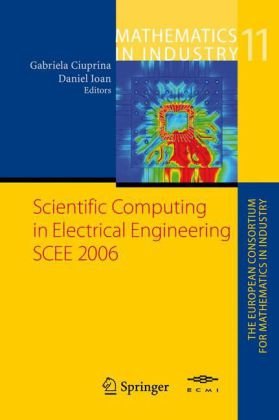 MATHEMATICS
IN INDUSTRY 11
Gabriela Ciuprina
Daniel Ioan
Editors
Scientific Computing
in Electrical Engineering
SCEE 2006
THE EUROPEAN CONSORTIUM
FOR MATHEMATICS IN INDUSTRY
Springer
ECMI